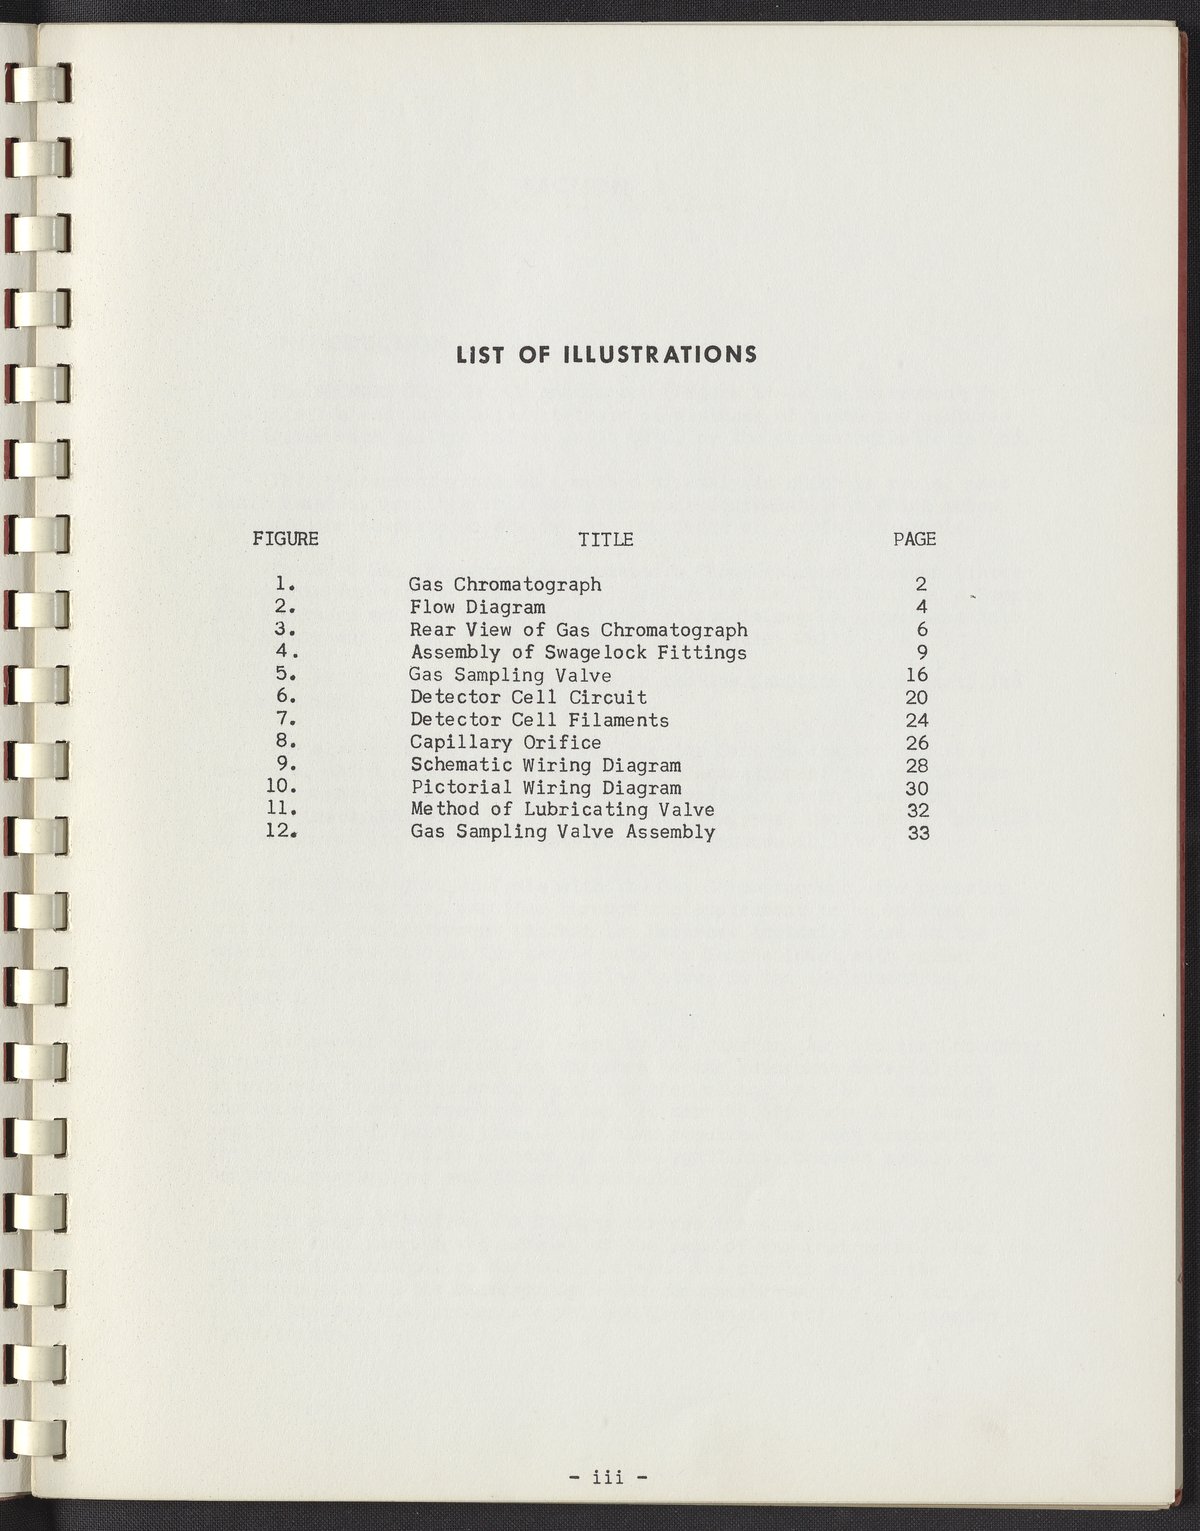 LIST OF ILLUSTRATIONS
FIGURE TITLE PAGE
1. Gas Chromatograph 2
2. Flow Diagram 4
3. Rear View of Gas Chromatograph 6
4. Assembly of Swagelock Fittings 9
5. Gas Sampling Valve 16
6. Detector Cell Circuit 20
7. Detector Cell Filaments 24
8. Capillary Orifice 26
9. Schematic Wiring Diagram 28
10. Pictorial Wiring Diagram 30
11. Method of Lubricating Valve 32
12. Gas Sampling Valve Assembly 33
- iii -